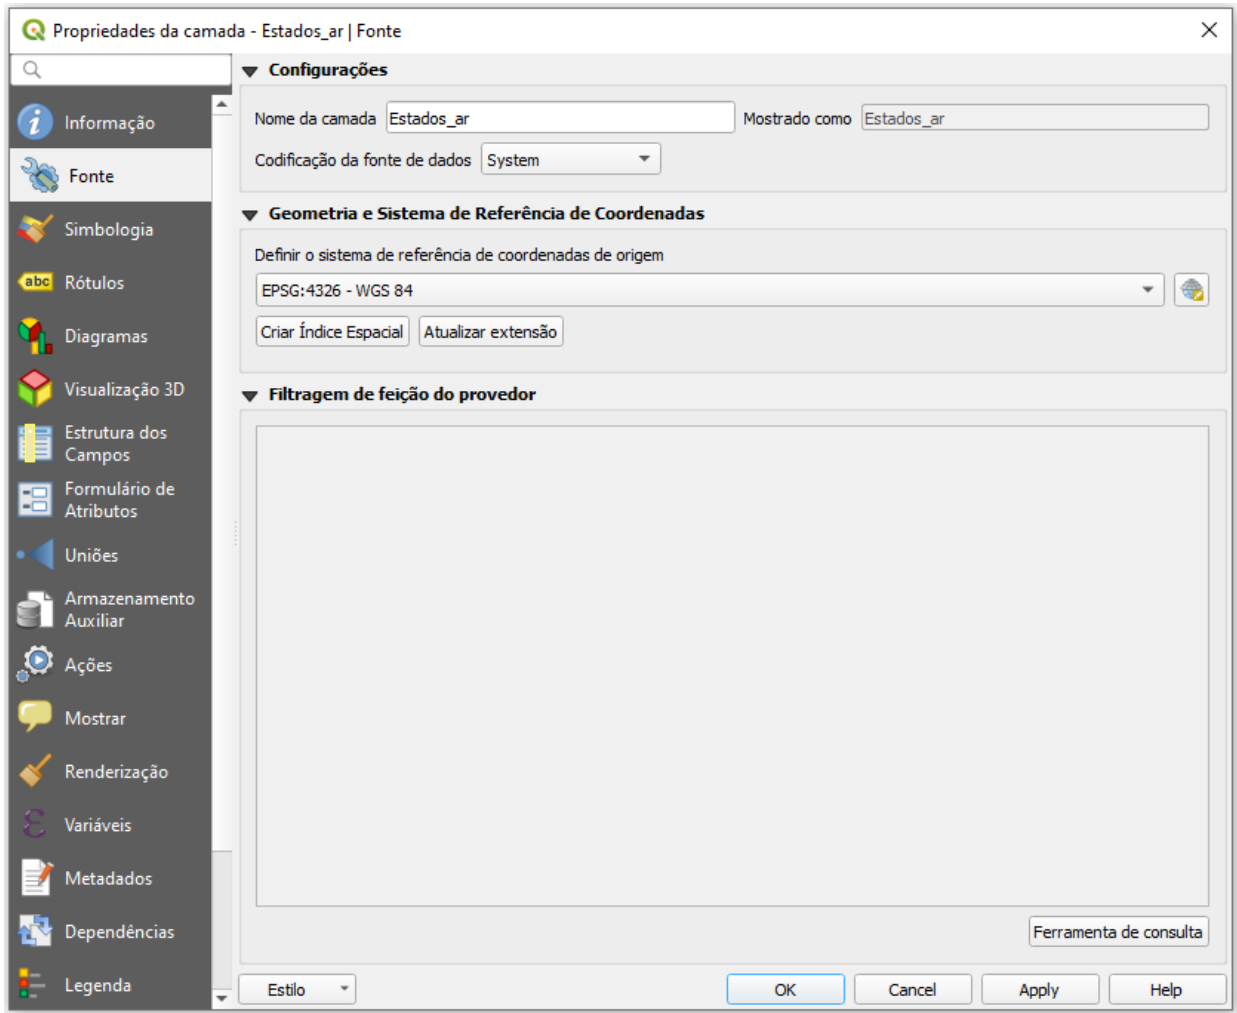 Propriedades da camada - Estados_ar | Fonte
Informação
Fonte
Simbologia
abc Rótulos
Diagramas
Visualização 3D
Estrutura dos
Campos
Formulário de
Atributos
Uniões
Armazenamento
Auxiliar
Ações
Mostrar
Renderização
Variáveis
Metadados
Dependências
Legenda
Configurações
Nome da camada Estados_ar Mostrado como Estados_ar
Codificação da fonte de dados System
Geometria e Sistema de Referência de Coordenadas
Definir o sistema de referência de coordenadas de origem
EPSG:4326 - WGS 84
Criar Índice Espacial Atualizar extensão
Filtragem de feição do provedor
Ferramenta de consulta
Estilo OK Cancel Apply Help